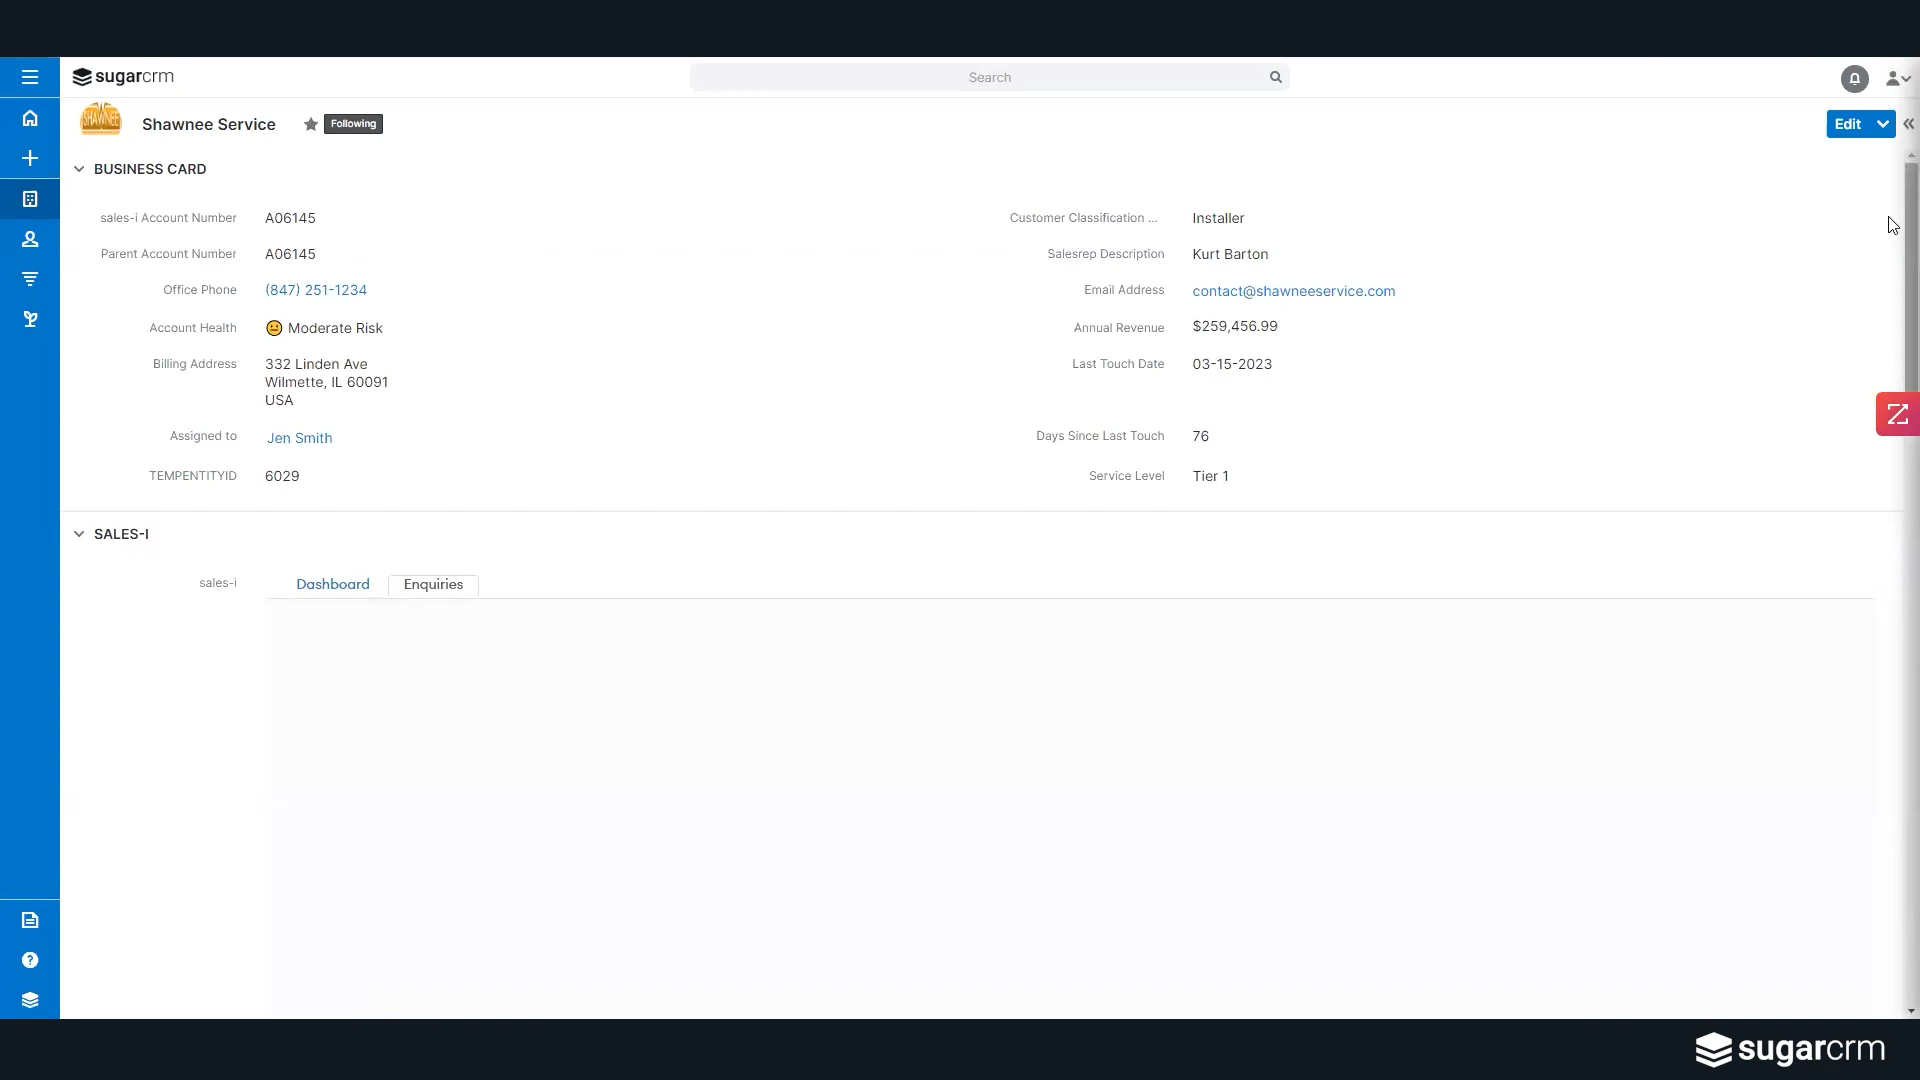 sugarcrm
Search
SHAWNEE
Shawnee Service
Following
Edit
BUSINESS CARD
sales-i Account Number A06145
Customer Classification ... Installer
Parent Account Number A06145
Salesrep Description Kurt Barton
Office Phone (847) 251-1234
Email Address contact@shawneeservice.com
Account Health Moderate Risk
Annual Revenue $259,456.99
Billing Address 332 Linden Ave
Wilmette, IL 60091
USA
Last Touch Date 03-15-2023
Assigned to Jen Smith
Days Since Last Touch 76
TEMPENTITYID 6029
Service Level Tier 1
SALES-I
sales-i Dashboard Enquiries
sugarcrm